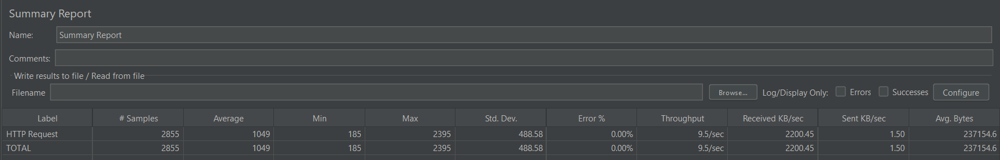 Summary Report
Name: Summary Report
Comments:
Write results to file / Read from file
Filename Browse... Log/Display Only: Errors Successes Configure
Label # Samples Average Min Max Std. Dev. Error % Throughput Received KB/sec Sent KB/sec Avg. Bytes
HTTP Request 2855 1049 185 2395 488.58 0.00% 9.5/sec 2200.45 1.50 237154.6
TOTAL 2855 1049 185 2395 488.58 0.00% 9.5/sec 2200.45 1.50 237154.6